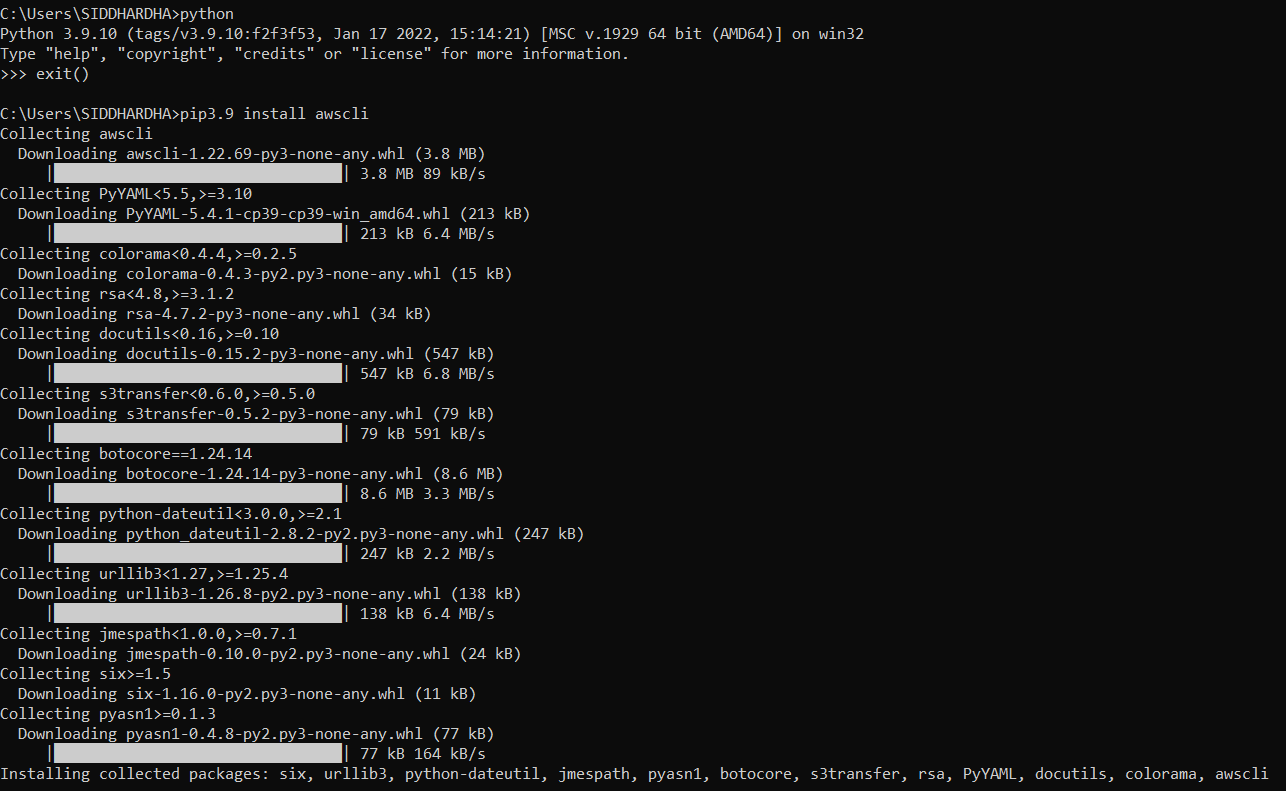 C:\Users\SIDDHARDHA>python
Python 3.9.10 (tags/v3.9.10:f2f3f53, Jan 17 2022, 15:14:21) [MSC v.1929 64 bit (AMD64)] on win32
Type "help", "copyright", "credits" or "license" for more information.
>>> exit()
C:\Users\SIDDHARDHA>pip3.9 install awscli
Collecting awscli
  Downloading awscli-1.22.69-py3-none-any.whl (3.8 MB)
     |████████████████████████████████| 3.8 MB 89 kB/s
Collecting PyYAML<5.5,>=3.10
  Downloading PyYAML-5.4.1-cp39-cp39-win_amd64.whl (213 kB)
     |████████████████████████████████| 213 kB 6.4 MB/s
Collecting colorama<0.4.4,>=0.2.5
  Downloading colorama-0.4.3-py2.py3-none-any.whl (15 kB)
Collecting rsa<4.8,>=3.1.2
  Downloading rsa-4.7.2-py3-none-any.whl (34 kB)
Collecting docutils<0.16,>=0.10
  Downloading docutils-0.15.2-py3-none-any.whl (547 kB)
     |████████████████████████████████| 547 kB 6.8 MB/s
Collecting s3transfer<0.6.0,>=0.5.0
  Downloading s3transfer-0.5.2-py3-none-any.whl (79 kB)
     |████████████████████████████████| 79 kB 591 kB/s
Collecting botocore==1.24.14
  Downloading botocore-1.24.14-py3-none-any.whl (8.6 MB)
     |████████████████████████████████| 8.6 MB 3.3 MB/s
Collecting python-dateutil<3.0.0,>=2.1
  Downloading python_dateutil-2.8.2-py2.py3-none-any.whl (247 kB)
     |████████████████████████████████| 247 kB 2.2 MB/s
Collecting urllib3<1.27,>=1.25.4
  Downloading urllib3-1.26.8-py2.py3-none-any.whl (138 kB)
     |████████████████████████████████| 138 kB 6.4 MB/s
Collecting jmespath<1.0.0,>=0.7.1
  Downloading jmespath-0.10.0-py2.py3-none-any.whl (24 kB)
Collecting six>=1.5
  Downloading six-1.16.0-py2.py3-none-any.whl (11 kB)
Collecting pyasn1>=0.1.3
  Downloading pyasn1-0.4.8-py2.py3-none-any.whl (77 kB)
     |████████████████████████████████| 77 kB 164 kB/s
Installing collected packages: six, urllib3, python-dateutil, jmespath, pyasn1, botocore, s3transfer, rsa, PyYAML, docutils, colorama, awscli